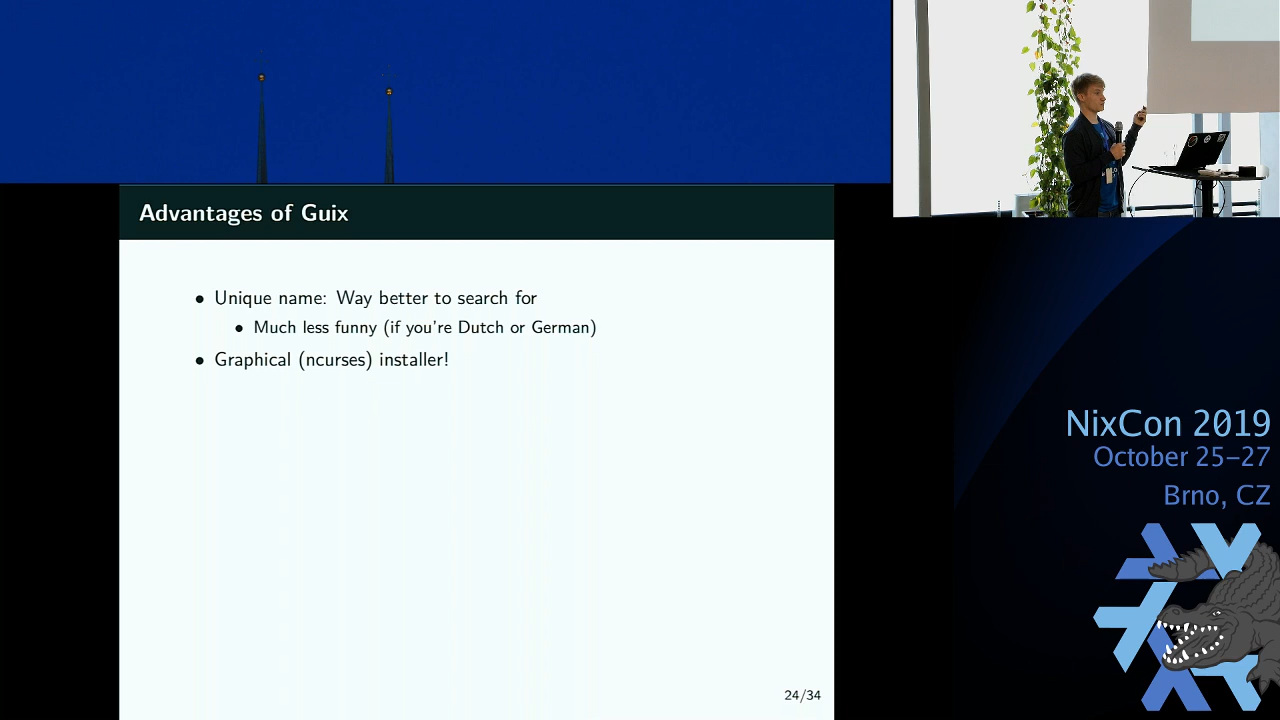 Advantages of Guix
• Unique name: Way better to search for
• Much less funny (if you're Dutch or German)
• Graphical (ncurses) installer!
24/34
NixCon 2019
October 25–27
Brno, CZ